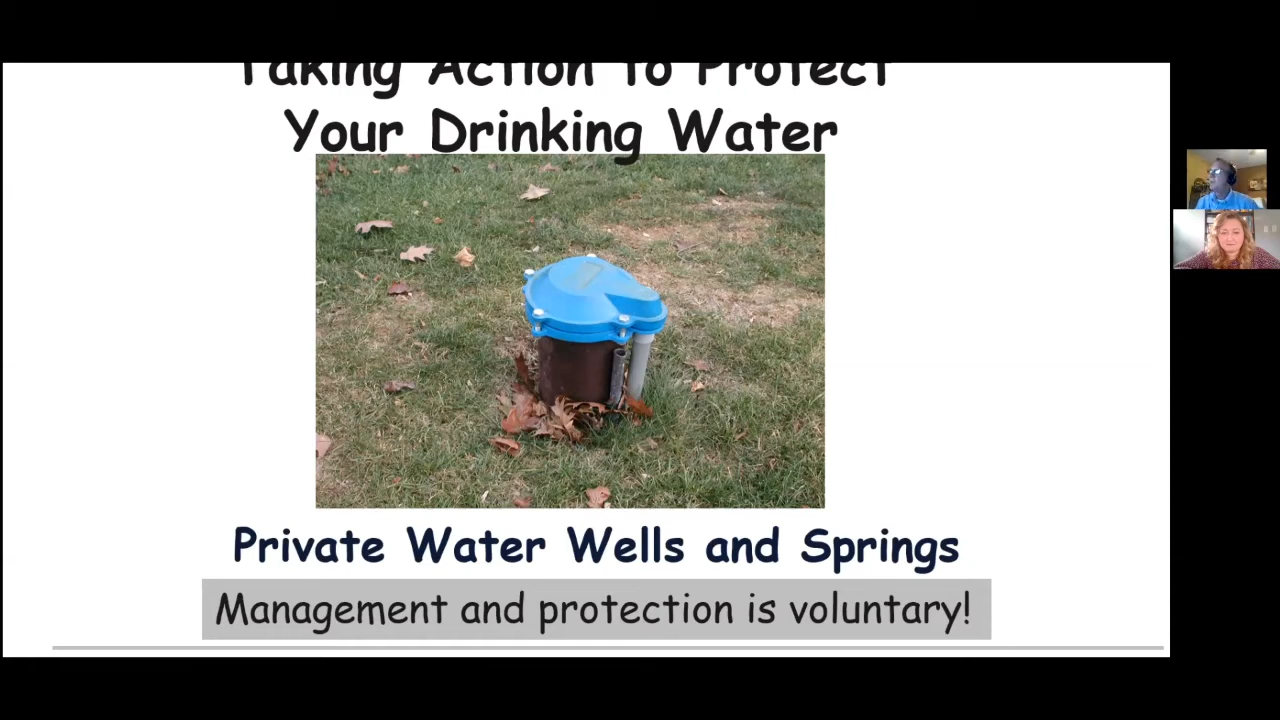 Taking Action to Protect
Your Drinking Water
Private Water Wells and Springs
Management and protection is voluntary!